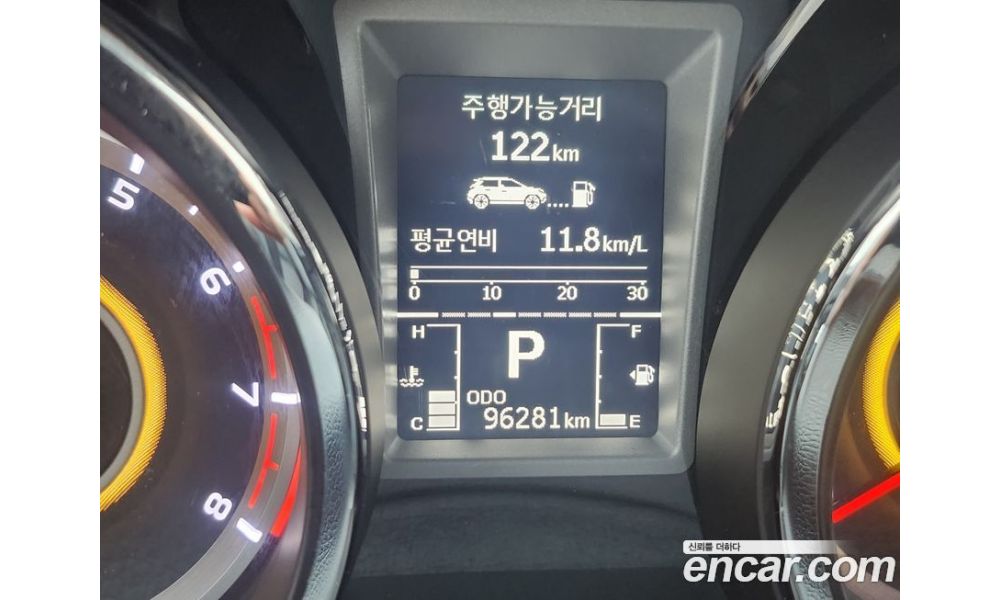 주행가능거리
122km
평균연비 11.8km/L
0 10 20 30
H F
P
ODO
C 96281km E
5
6
7
8
신뢰를 더하다
encar.com